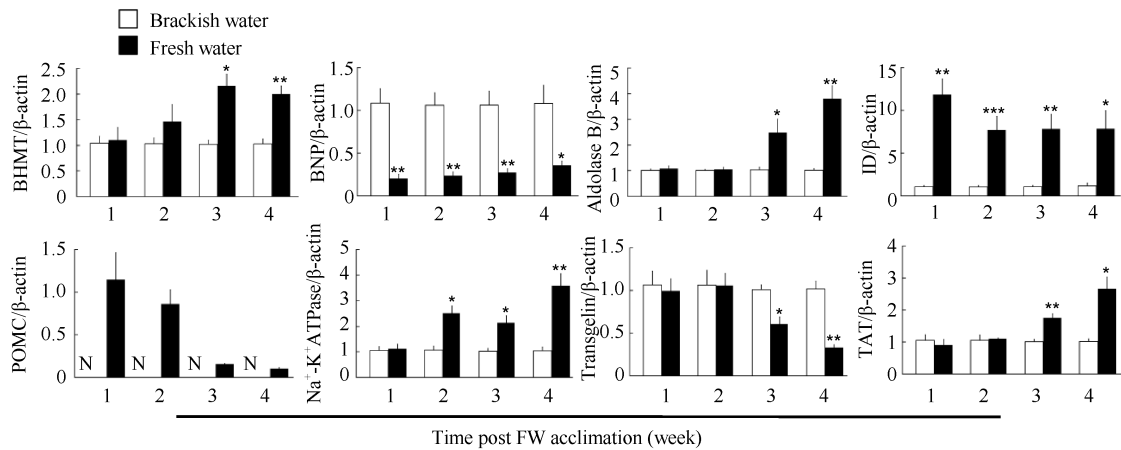 Brackish water
Fresh water
BHMT/β-actin
2.5
2.0
1.5
1.0
0.5
0
*
**
1 2 3 4
BNP/β-actin
1.5
1.0
0.5
0
** ** ** *
1 2 3 4
Aldolase B/β-actin
5
4
3
2
1
0
*
**
1 2 3 4
ID/β-actin
15
10
5
0
** *** ** *
1 2 3 4
POMC/β-actin
1.5
1.0
0.5
0
N N N N
1 2 3 4
Na⁺-K⁺ATPase/β-actin
5
4
3
2
1
0
* * **
1 2 3 4
Transgelin/β-actin
1.5
1.0
0.5
0
*
**
1 2 3 4
TAT/β-actin
4
3
2
1
0
**
*
1 2 3 4
Time post FW acclimation (week)